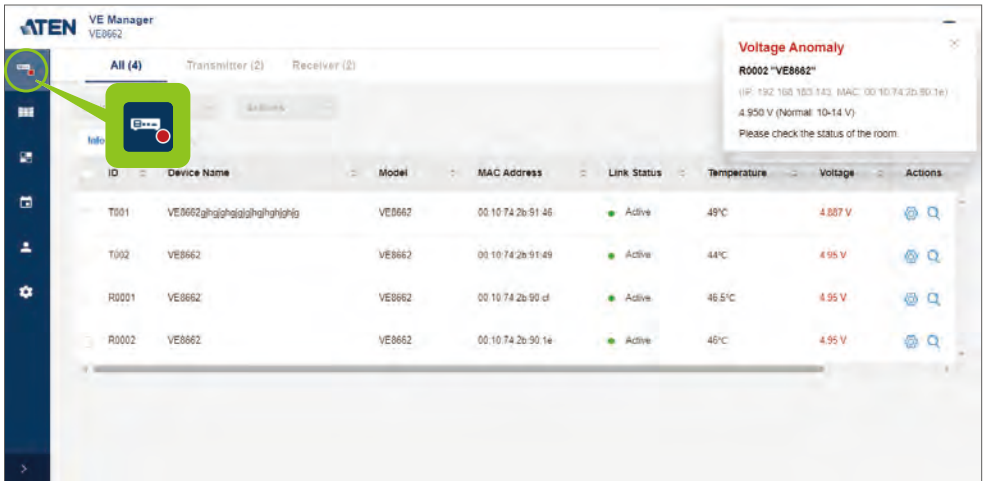 ATEN
VE Manager
VE8662
All (4)
Transmitter (2)
Receiver (2)
Actions
Voltage Anomaly
R0002 "VE8662"
(IP: 192.168.183.143, MAC: 00:10:74:2b:90:1e)
4.950 V (Normal: 10-14 V)
Please check the status of the room.
ID Device Name Model MAC Address Link Status Temperature Voltage Actions
T001 VE8662 00:10:74:2b:91:46 Active 49°C 4.887 V
T002 VE8662 VE8662 00:10:74:2b:91:49 Active 44°C 4.95 V
R0001 VE8662 VE8662 00:10:74:2b:90:cf Active 46.5°C 4.95 V
R0002 VE8662 VE8662 00:10:74:2b:90:1e Active 46°C 4.95 V